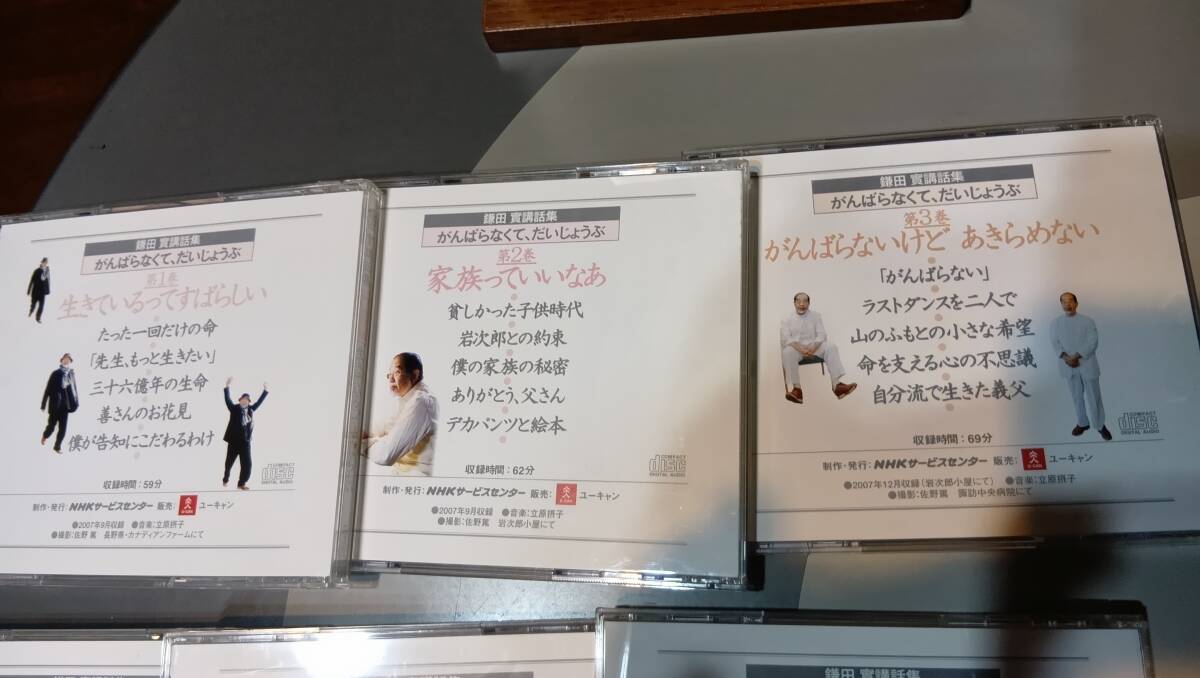 鎌田 實講話集
がんばらなくて、だいじょうぶ
第1巻
生きているってすばらしい
たった一回だけの命
「先生、もっと生きたい」
三十六億年の生命
善さんのお花見
僕が告知にこだわるわけ
COMPACT
disc
DIGITAL AUDIO
収録時間:59分
制作・発行:NHKサービスセンター 販売: U-CAN ユーキャン
●2007年9月収録 ●音楽:立原摂子
●撮影:佐野 篤 長野県・カナディアンファームにて
鎌田 實講話集
がんばらなくて、だいじょうぶ
第2巻
家族っていいなあ
貧しかった子供時代
岩次郎との約束
僕の家族の秘密
ありがとう、父さん
デカパンツと絵本
COMPACT
disc
DIGITAL AUDIO
収録時間:62分
制作・発行:NHKサービスセンター 販売: U-CAN ユーキャン
●2007年9月収録 ●音楽:立原摂子
●撮影:佐野篤 岩次郎小屋にて
鎌田 實講話集
がんばらなくて、だいじょうぶ
第3巻
がんばらないけど あきらめない
「がんばらない」
ラストダンスを二人で
山のふもとの小さな希望
命を支える心の不思議
自分流で生きた義父
COMPACT
disc
DIGITAL AUDIO
収録時間:69分
制作・発行:NHKサービスセンター 販売: U-CAN ユーキャン
●2007年12月収録(岩次郎小屋にて) ●音楽:立原摂子
●撮影:佐野篤 諏訪中央病院にて
鎌田 實講話集